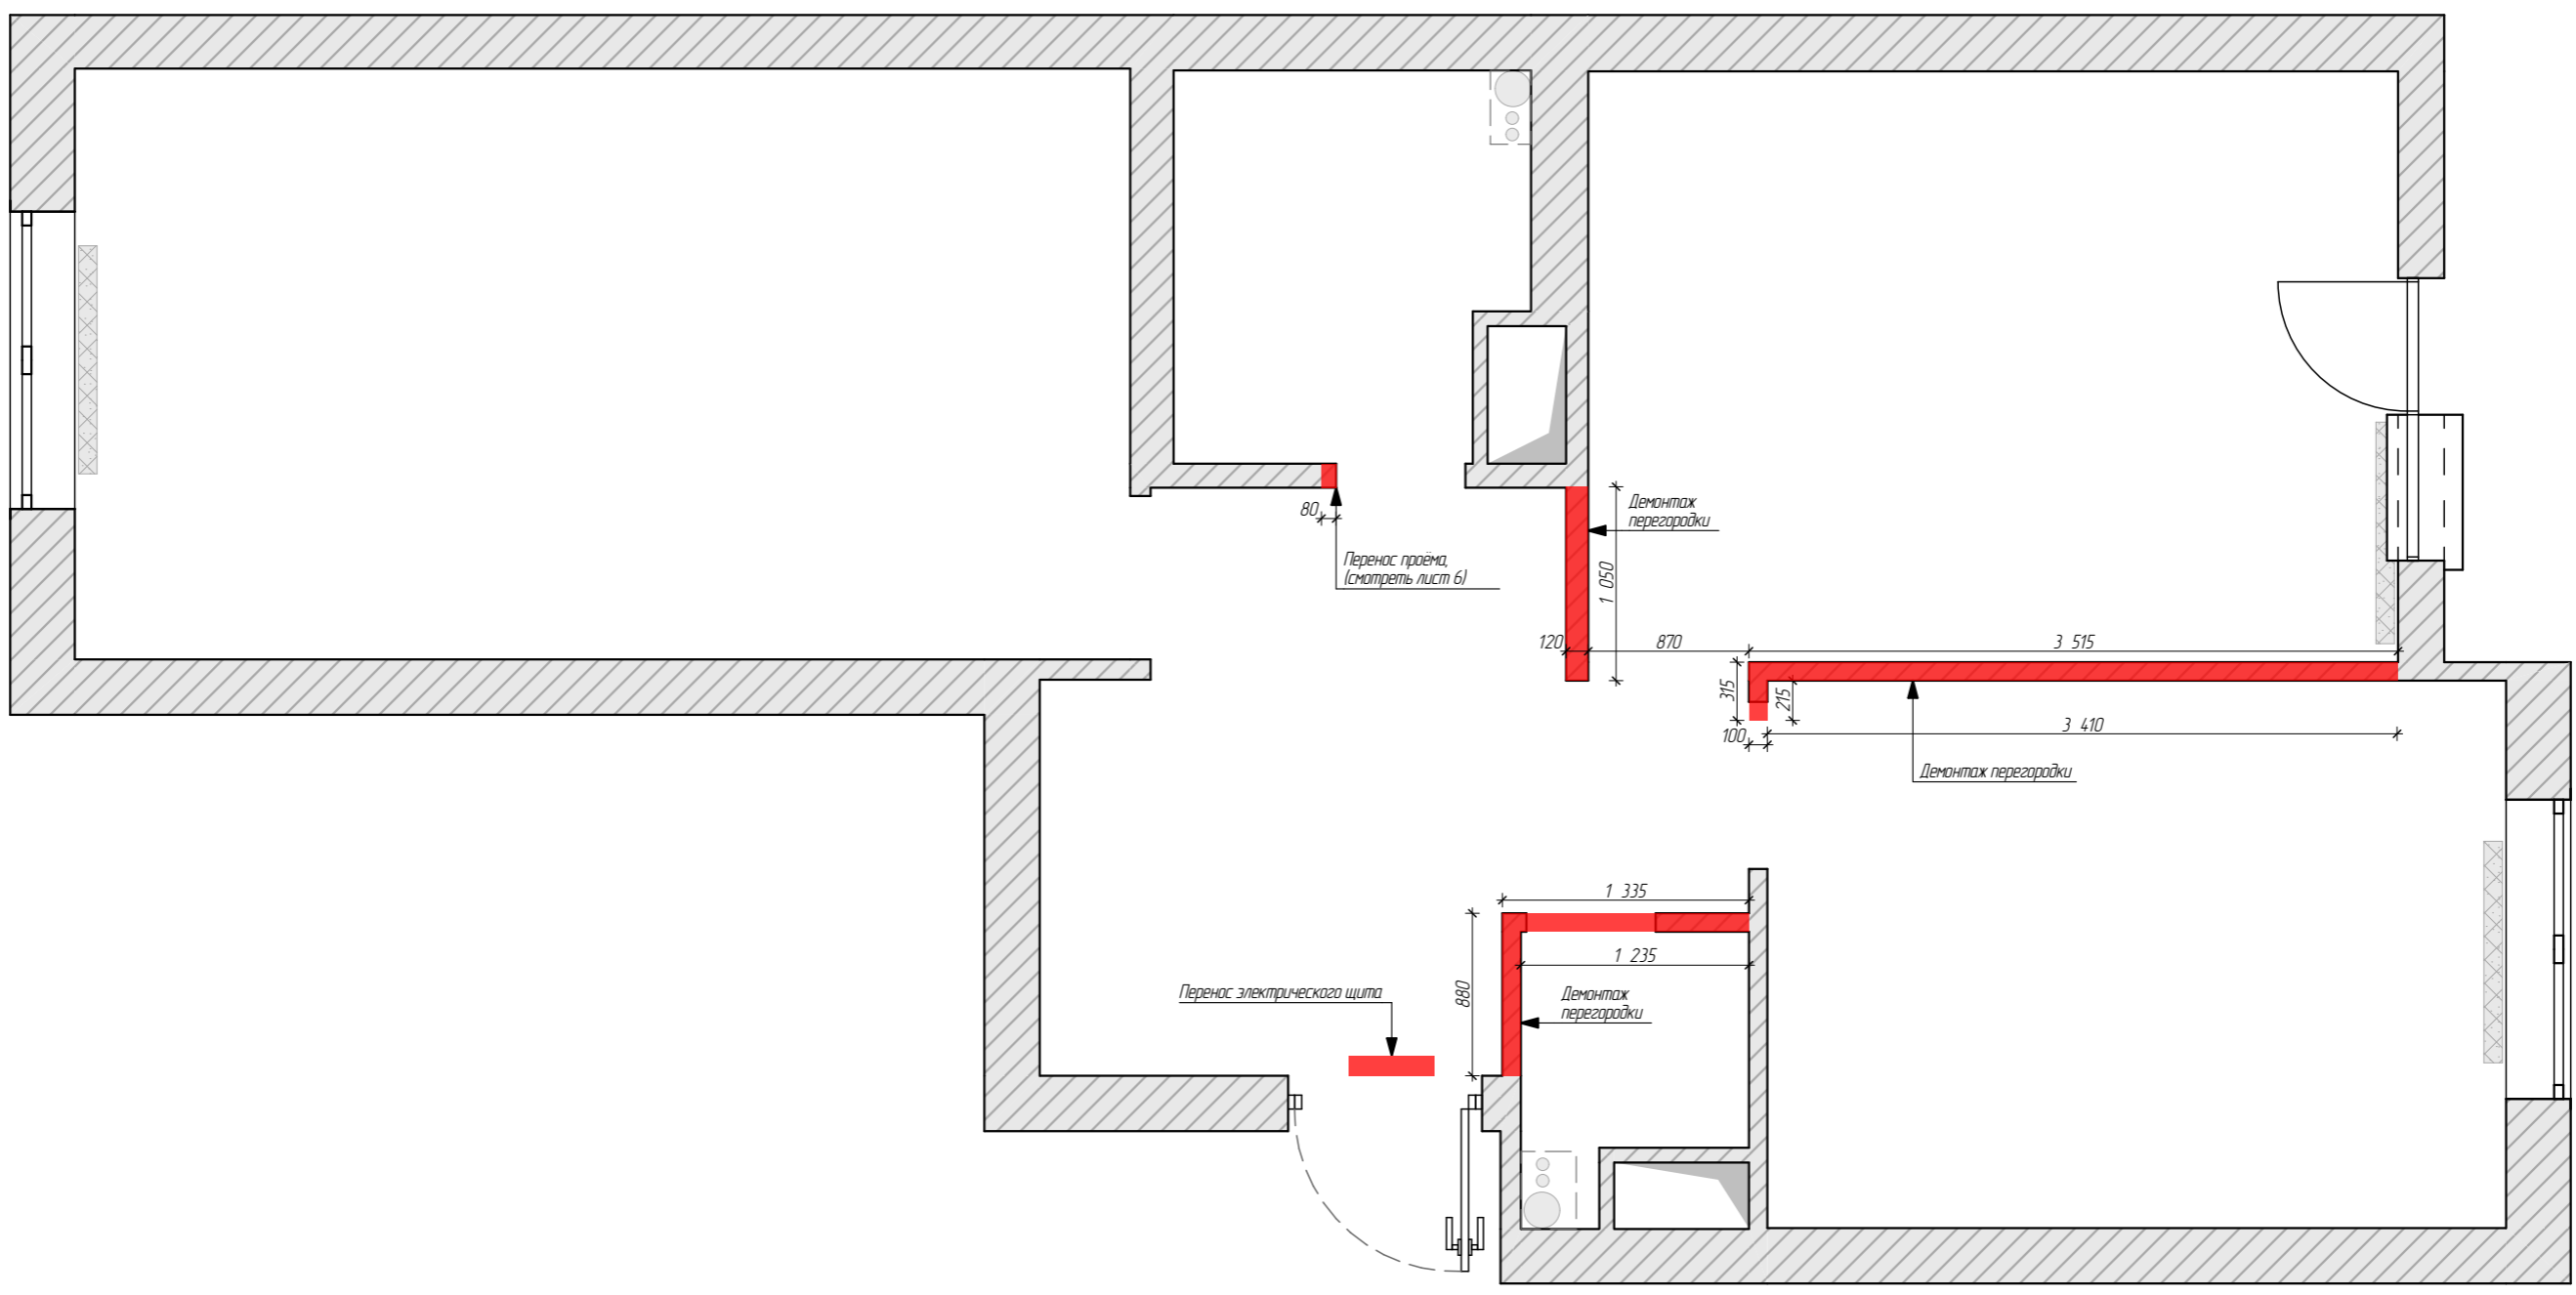 Демонтаж
перегородки
80
Перенос проёма,
(смотреть лист 6)
1 050
120
870
3 515
315
215
100
3 410
Демонтаж перегородки
1 335
1 235
880
Перенос электрического щита
Демонтаж
перегородки